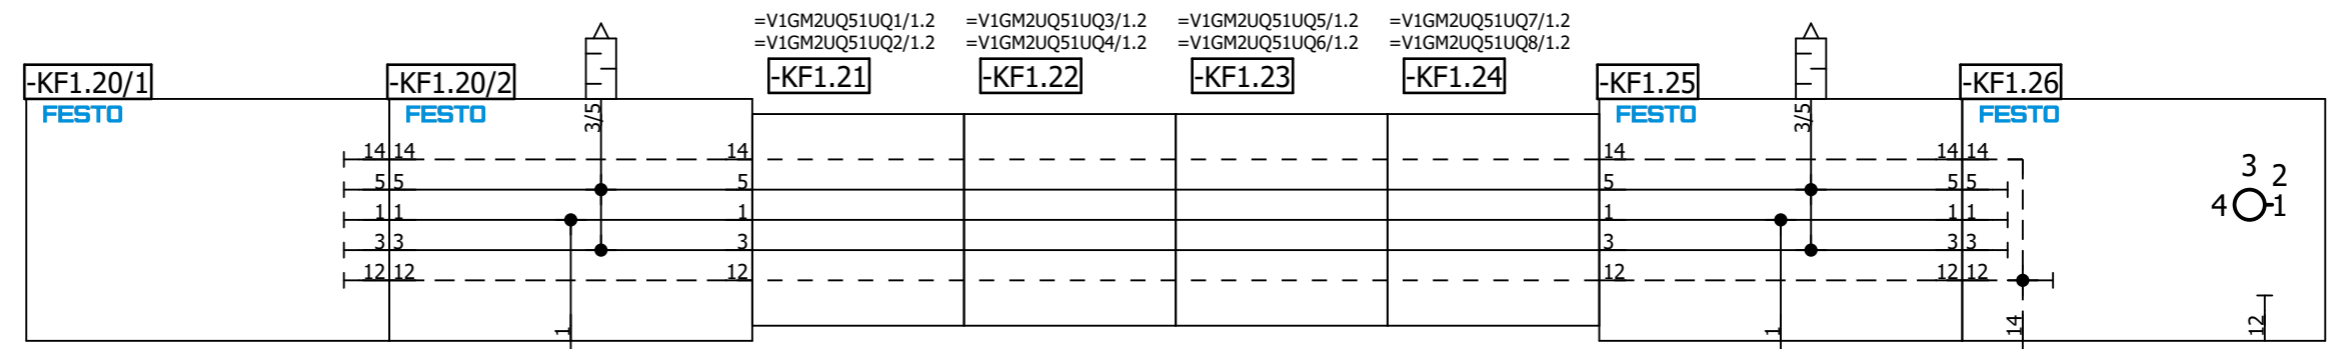 =V1GM2UQ51UQ1/1.2 =V1GM2UQ51UQ3/1.2 =V1GM2UQ51UQ5/1.2 =V1GM2UQ51UQ7/1.2
=V1GM2UQ51UQ2/1.2 =V1GM2UQ51UQ4/1.2 =V1GM2UQ51UQ6/1.2 =V1GM2UQ51UQ8/1.2
-KF1.20/1 -KF1.20/2 -KF1.21 -KF1.22 -KF1.23 -KF1.24 -KF1.25 -KF1.26
FESTO FESTO FESTO FESTO
3/5 3/5
14 14 14 14 14 14
5 5 5 5 5 5
1 1 1 1 1 1
3 3 3 3 3 3
12 12 12 12 12 12
3
2
4 1
1 1 14 12